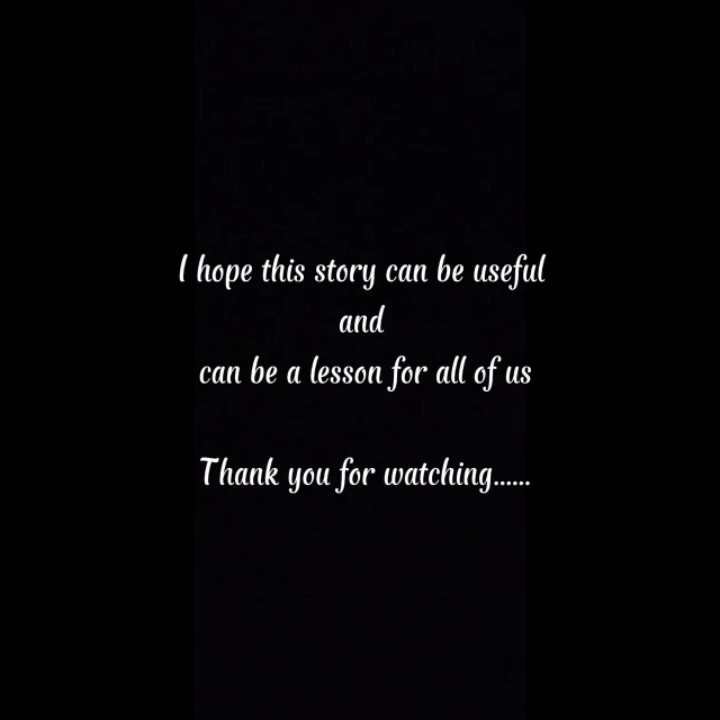 I hope this story can be useful
and
can be a lesson for all of us
Thank you for watching......